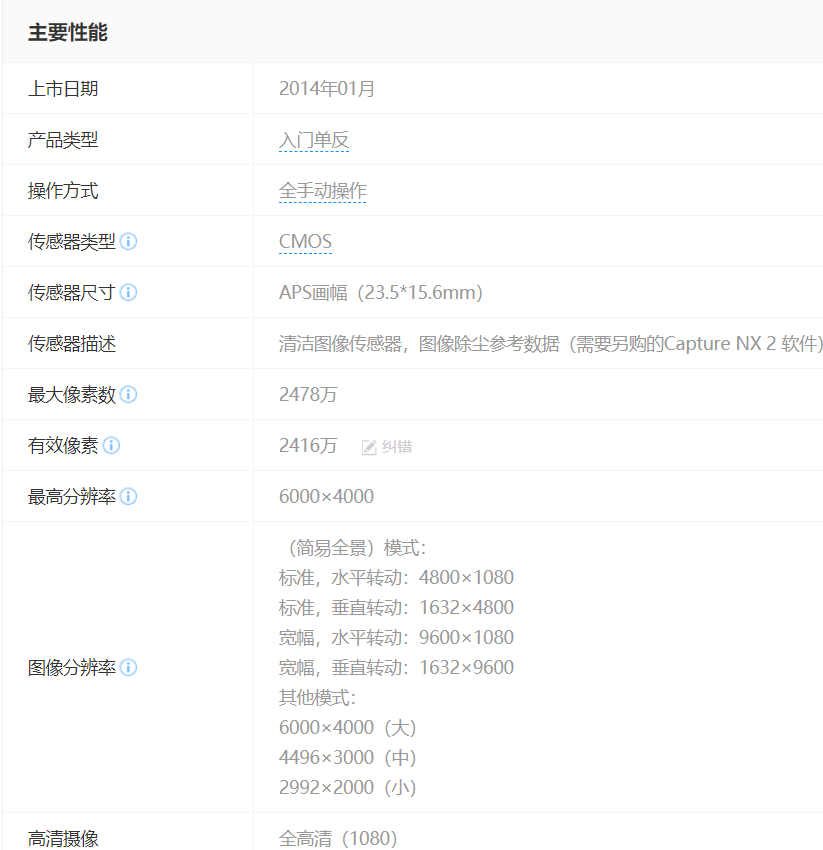 主要性能
上市日期 2014年01月
产品类型 入门单反
操作方式 全手动操作
传感器类型 CMOS
传感器尺寸 APS画幅（23.5*15.6mm）
传感器描述 清洁图像传感器，图像除尘参考数据（需要另购的Capture NX 2 软件）
最大像素数 2478万
有效像素 2416万 纠错
最高分辨率 6000×4000
图像分辨率
（简易全景）模式：
标准，水平转动：4800×1080
标准，垂直转动：1632×4800
宽幅，水平转动：9600×1080
宽幅，垂直转动：1632×9600
其他模式：
6000×4000（大）
4496×3000（中）
2992×2000（小）
高清摄像 全高清（1080）